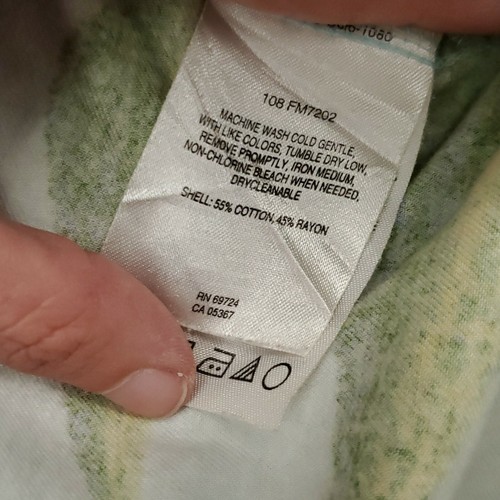 108 FM7202
MACHINE WASH COLD GENTLE,
WITH LIKE COLORS, TUMBLE DRY LOW,
REMOVE PROMPTLY, IRON MEDIUM,
NON-CHLORINE BLEACH WHEN NEEDED,
DRYCLEANABLE
SHELL: 55% COTTON, 45% RAYON
RN 69724
CA 05367